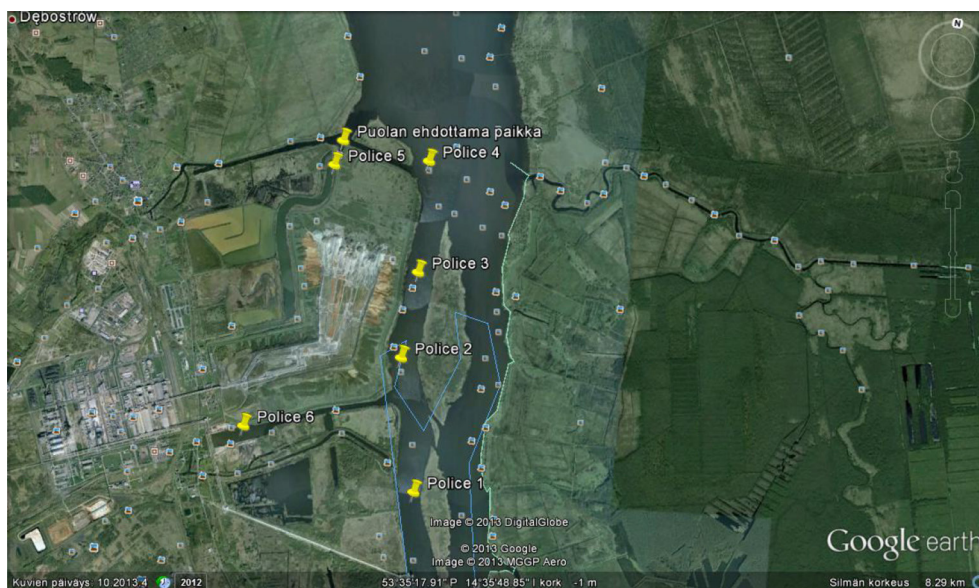 Dębostrów
N
Puolan ehdottama paikka
Police 5
Police 4
Police 3
Police 2
Police 6
Police 1
Image © 2013 DigitalGlobe
© 2013 Google
Image © 2013 MGGP Aero
Google earth
Kuvien päiväys: 10.2013.4
2012
53°35'17.91" P 14°35'48.85" I kork -1 m
Silmän korkeus 8.29 km